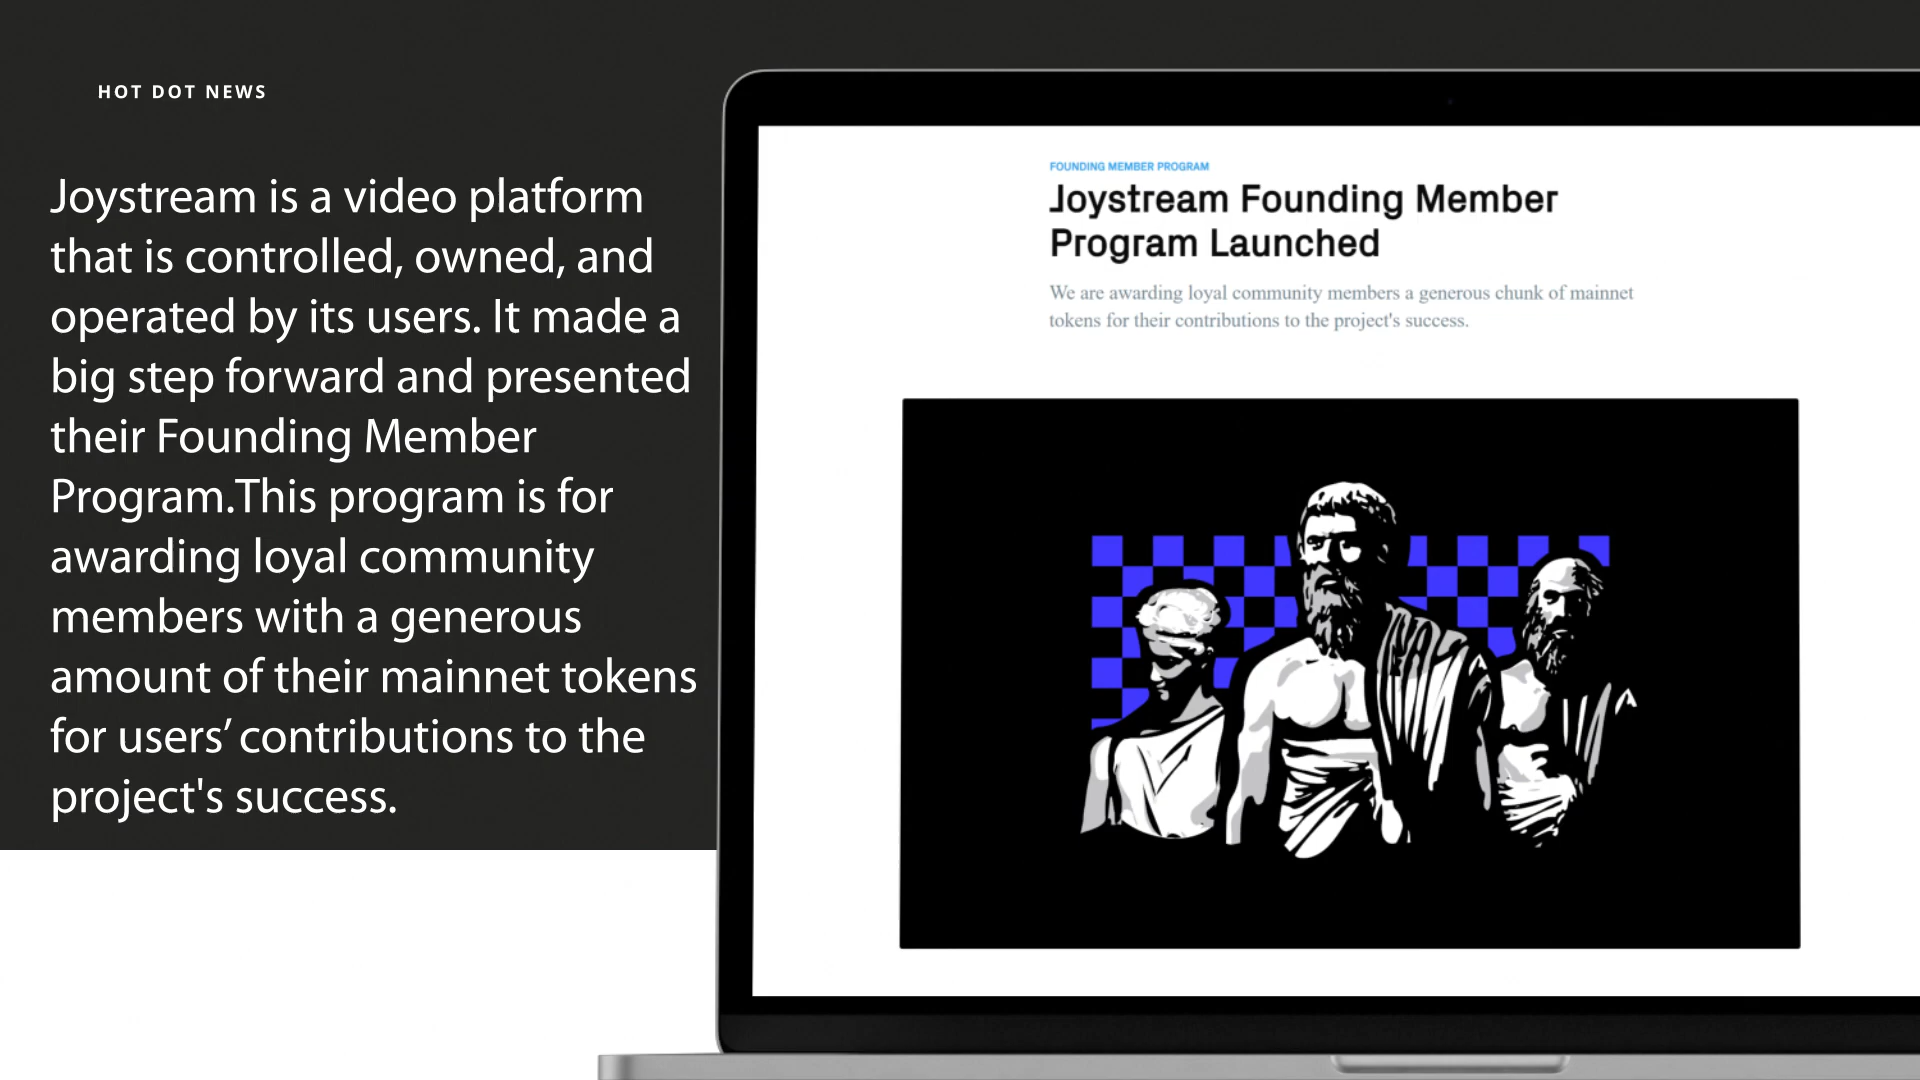 HOT DOT NEWS
Joystream is a video platform
that is controlled, owned, and
operated by its users. It made a
big step forward and presented
their Founding Member
Program.This program is for
awarding loyal community
members with a generous
amount of their mainnet tokens
for users’ contributions to the
project's success.
FOUNDING MEMBER PROGRAM
Joystream Founding Member
Program Launched
We are awarding loyal community members a generous chunk of mainnet
tokens for their contributions to the project's success.